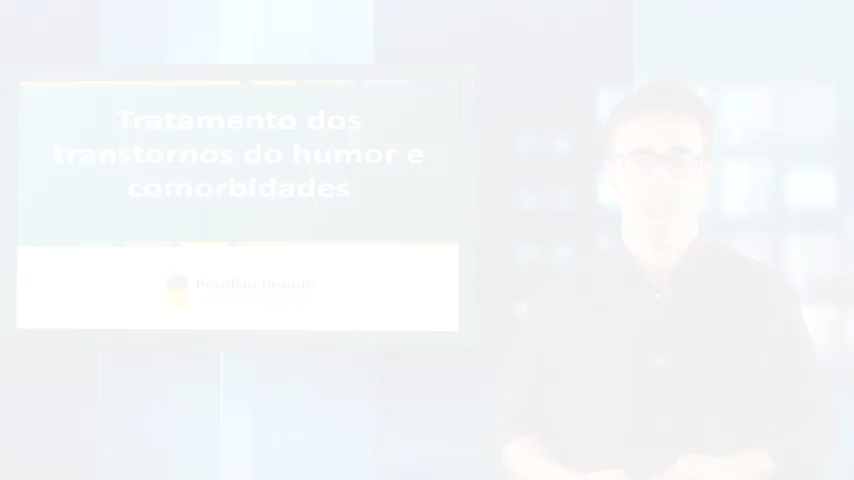 Tratamento dos
transtornos do humor e
comorbidades
Brazilian Institute